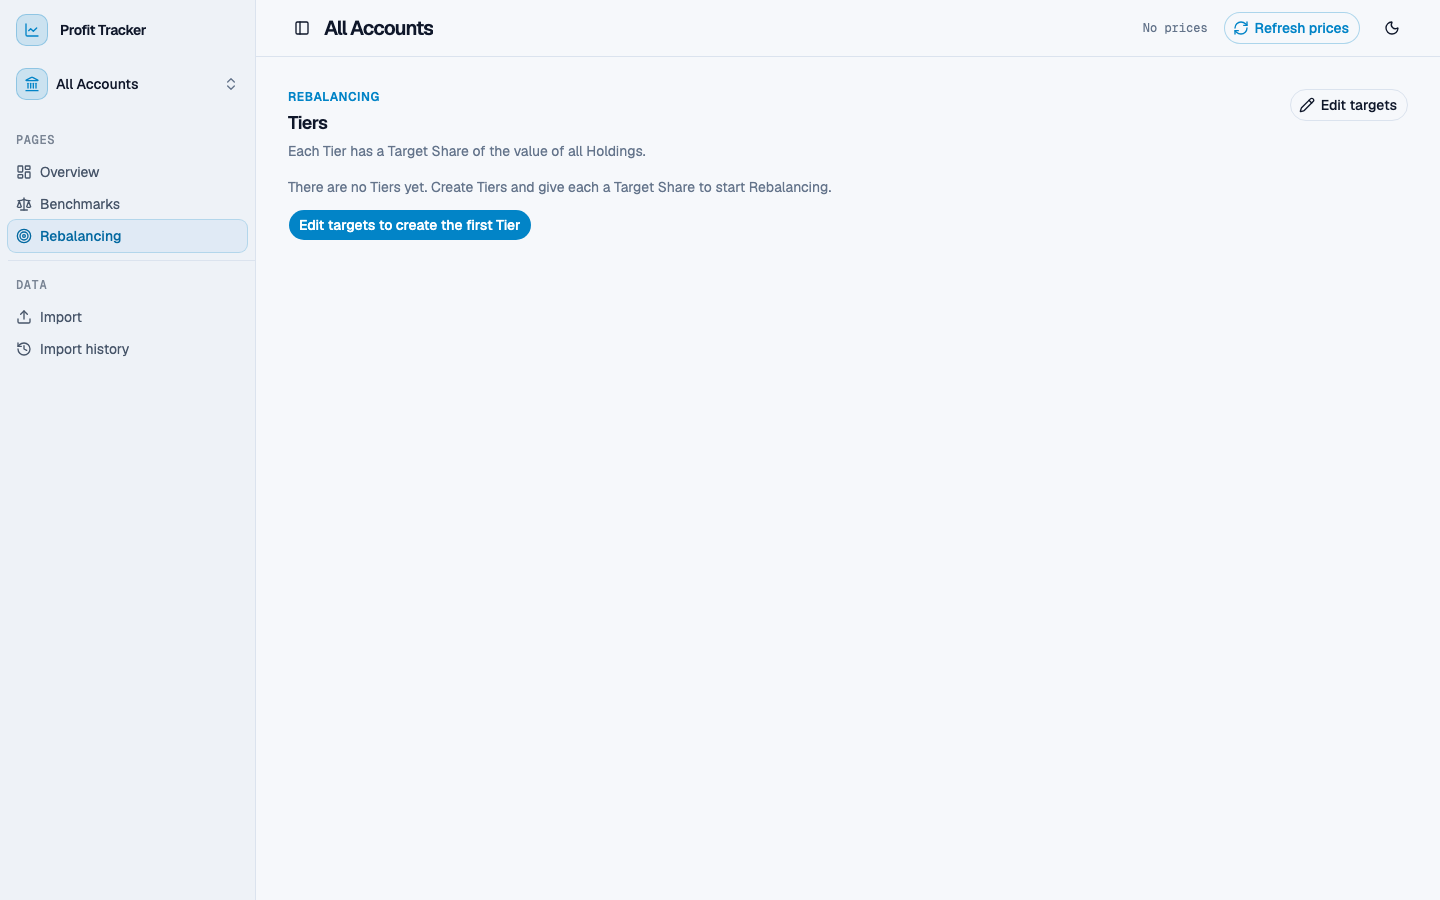 Profit Tracker
All Accounts
PAGES
Overview
Benchmarks
Rebalancing
DATA
Import
Import history
All Accounts
No prices
Refresh prices
REBALANCING
Tiers
Each Tier has a Target Share of the value of all Holdings.
Edit targets
There are no Tiers yet. Create Tiers and give each a Target Share to start Rebalancing.
Edit targets to create the first Tier